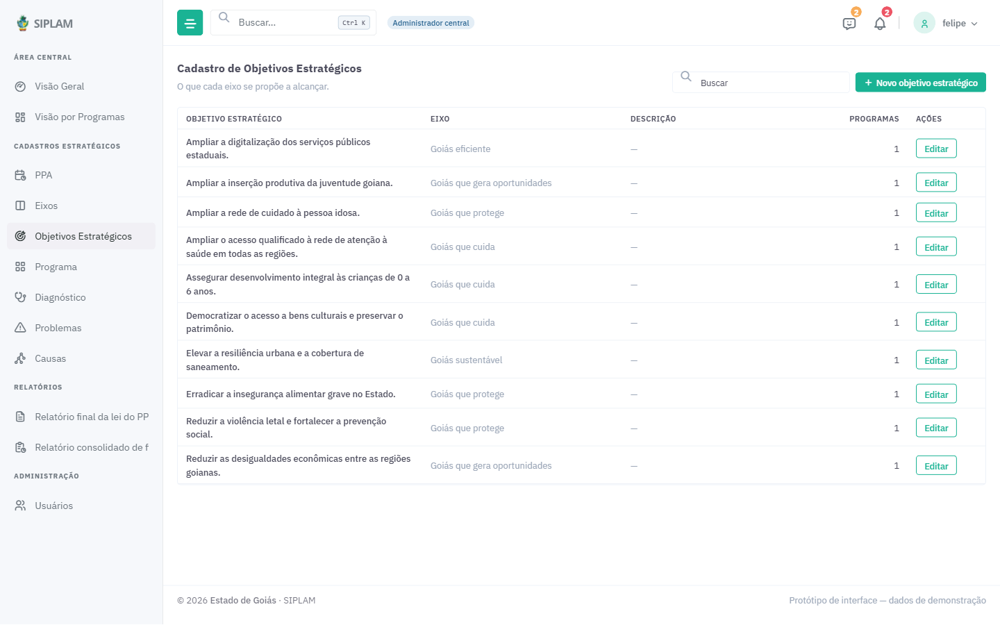 SIPLAM
ÁREA CENTRAL
Visão Geral
Visão por Programas
CADASTROS ESTRATÉGICOS
PPA
Eixos
Objetivos Estratégicos
Programa
Diagnóstico
Problemas
Causas
RELATÓRIOS
Relatório final da lei do PP
Relatório consolidado de f
ADMINISTRAÇÃO
Usuários
Buscar... Ctrl K Administrador central 2 2 felipe
Cadastro de Objetivos Estratégicos
O que cada eixo se propõe a alcançar.
Buscar + Novo objetivo estratégico
OBJETIVO ESTRATÉGICO EIXO DESCRIÇÃO PROGRAMAS AÇÕES
Ampliar a digitalização dos serviços públicos
estaduais. Goiás eficiente — 1 Editar
Ampliar a inserção produtiva da juventude goiana. Goiás que gera oportunidades — 1 Editar
Ampliar a rede de cuidado à pessoa idosa. Goiás que protege — 1 Editar
Ampliar o acesso qualificado à rede de atenção à
saúde em todas as regiões. Goiás que cuida — 1 Editar
Assegurar desenvolvimento integral às crianças de 0 a
6 anos. Goiás que cuida — 1 Editar
Democratizar o acesso a bens culturais e preservar o
patrimônio. Goiás que cuida — 1 Editar
Elevar a resiliência urbana e a cobertura de
saneamento. Goiás sustentável — 1 Editar
Erradicar a insegurança alimentar grave no Estado. Goiás que protege — 1 Editar
Reduzir a violência letal e fortalecer a prevenção
social. Goiás que protege — 1 Editar
Reduzir as desigualdades econômicas entre as regiões
goianas. Goiás que gera oportunidades — 1 Editar
© 2026 Estado de Goiás · SIPLAM Protótipo de interface — dados de demonstração